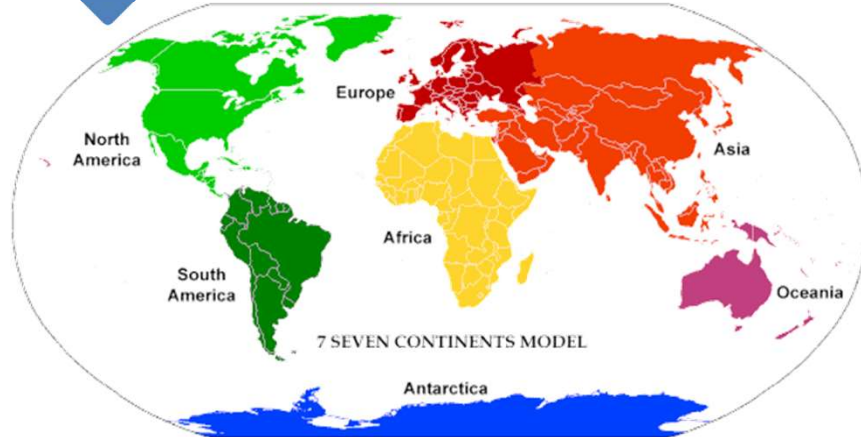 Europe
North
America
Asia
Africa
South
America
Oceania
7 SEVEN CONTINENTS MODEL
Antarctica